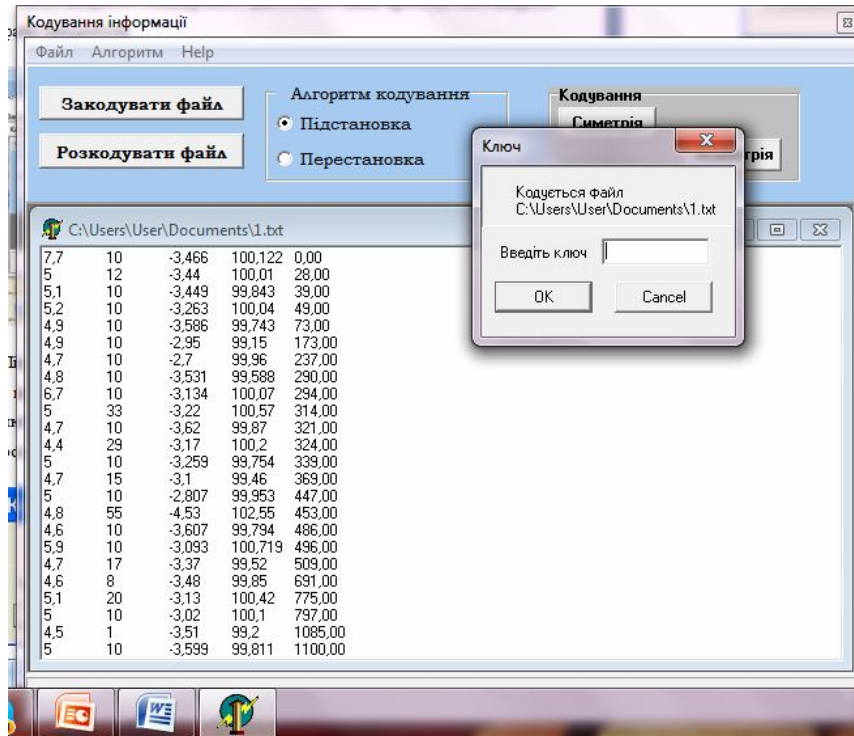 Кодування інформації
Файл Алгоритм Help
Закодувати файл
Розкодувати файл
Алгоритм кодування
Підстановка
Перестановка
Кодування
Симетрія
Ключ
Кодується файл
C:\Users\User\Documents\1.txt
Введіть ключ
OK Cancel
C:\Users\User\Documents\1.txt
7,7 10 -3,466 100,122 0,00
5 12 -3,44 100,01 28,00
5,1 10 -3,449 99,843 39,00
5,2 10 -3,263 100,04 49,00
4,9 10 -3,586 99,743 73,00
4,9 10 -2,95 99,15 173,00
4,7 10 -2,7 99,96 237,00
4,8 10 -3,531 99,588 290,00
6,7 10 -3,134 100,07 294,00
5 33 -3,22 100,57 314,00
4,7 10 -3,62 99,87 321,00
4,4 29 -3,17 100,2 324,00
5 10 -3,259 99,754 339,00
4,7 15 -3,1 99,46 369,00
5 10 -2,807 99,953 447,00
4,8 55 -4,53 102,55 453,00
4,6 10 -3,607 99,794 486,00
5,9 10 -3,093 100,719 496,00
4,7 17 -3,37 99,52 509,00
4,6 8 -3,48 99,85 691,00
5,1 20 -3,13 100,42 775,00
5 10 -3,02 100,1 797,00
4,5 1 -3,51 99,2 1085,00
5 10 -3,599 99,811 1100,00